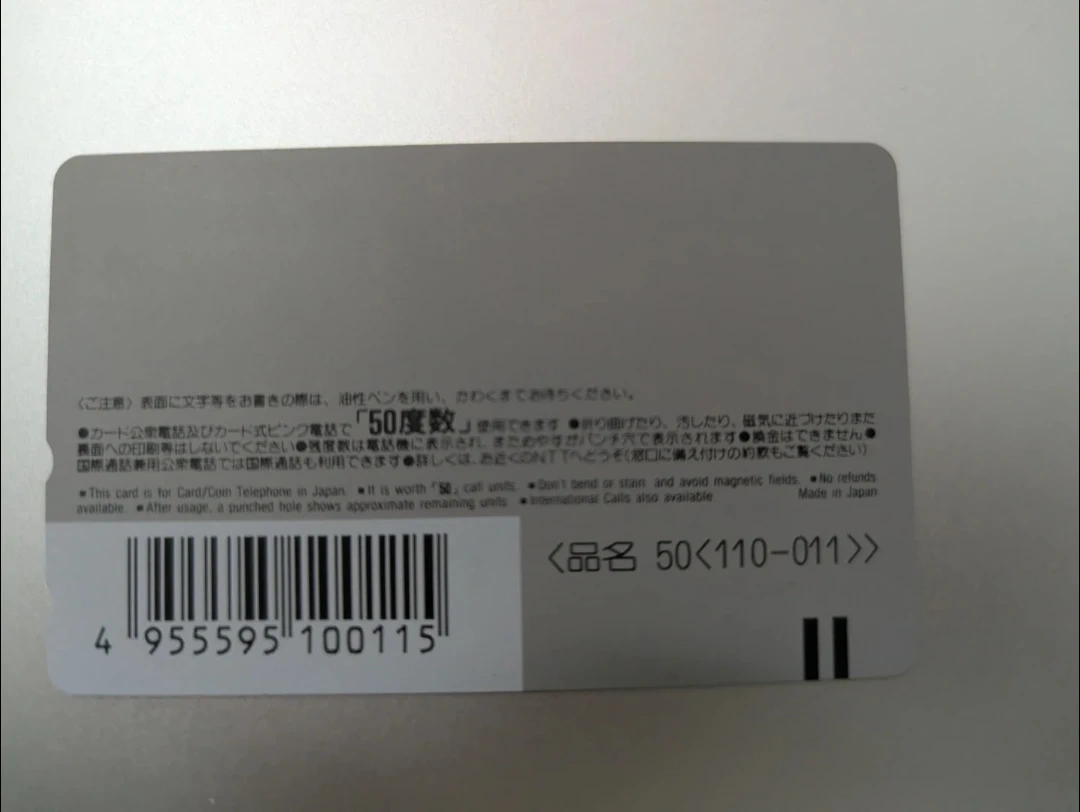 〈ご注意〉表面に文字等をお書きの際は、油性ペンを用い、かわくまでお待ちください。
●カード公衆電話及びカード式ピンク電話で「50度数」使用できます ●折り曲げたり、汚したり、磁気に近づけたりまた
裏面への印刷等はしないでください●残度数は電話機に表示され、まためやすがパンチ穴で表示されます●換金はできません●
国際通話兼用公衆電話では国際通話も利用できます●詳しくは、お近くのNTTへどうぞ(窓口に備え付けの約款もご覧ください)
●This card is for Card/Coin Telephone in Japan. ●It is worth「50」call units. ●Don't bend or stain and avoid magnetic fields. ●No refunds
available. ●After usage, a punched hole shows approximate remaining units ●International Calls also available Made in Japan
〈品名 50〈110-011〉〉
4 955595 100115